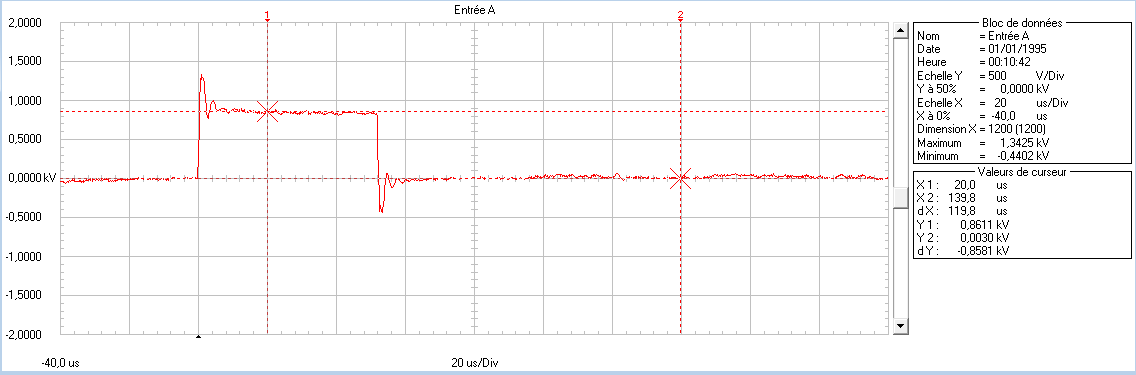 Entrée A
1
2
2,0000
1,5000
1,0000
0,5000
0,0000 kV
-0,5000
-1,0000
-1,5000
-2,0000
-40,0 us
20 us/Div
Bloc de données
Nom = Entrée A
Date = 01/01/1995
Heure = 00:10:42
Echelle Y = 500 V/Div
Y à 50% = 0,0000 kV
Echelle X = 20 us/Div
X à 0% = -40,0 us
Dimension X = 1200 (1200)
Maximum = 1,3425 kV
Minimum = -0,4402 kV
Valeurs de curseur
X 1 : 20,0 us
X 2 : 139,8 us
dX : 119,8 us
Y 1 : 0,8611 kV
Y 2 : 0,0030 kV
dY : -0,8581 kV